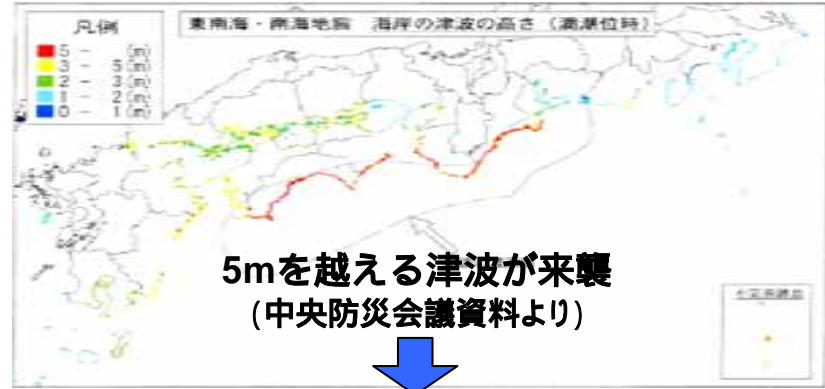 凡例
東南海・南海地震 海岸の津波の高さ（満潮位時）
5 - (m)
3 - 5(m)
2 - 3(m)
1 - 2(m)
0 - 1(m)
5mを越える津波が来襲
(中央防災会議資料より)